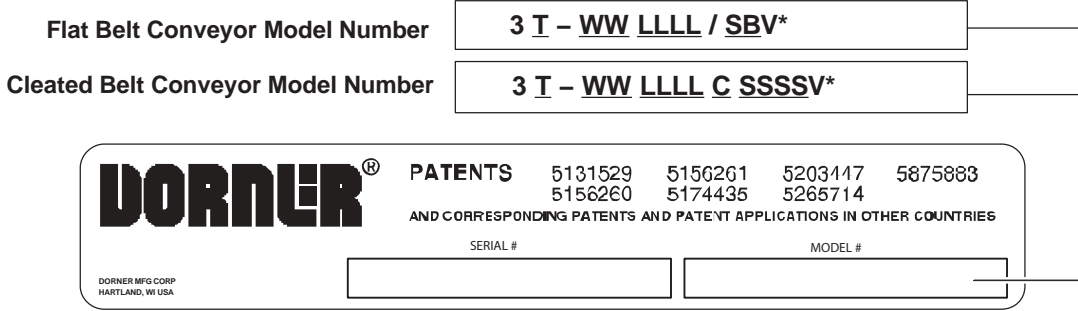 Flat Belt Conveyor Model Number 3 T – WW LLLL / SBV*
Cleated Belt Conveyor Model Number 3 T – WW LLLL C SSSSV*
DORNER®
PATENTS 5131529 5156261 5203447 5875883
5156260 5174435 5265714
AND CORRESPONDING PATENTS AND PATENT APPLICATIONS IN OTHER COUNTRIES
SERIAL # MODEL #
DORNER MFG CORP
HARTLAND, WI USA